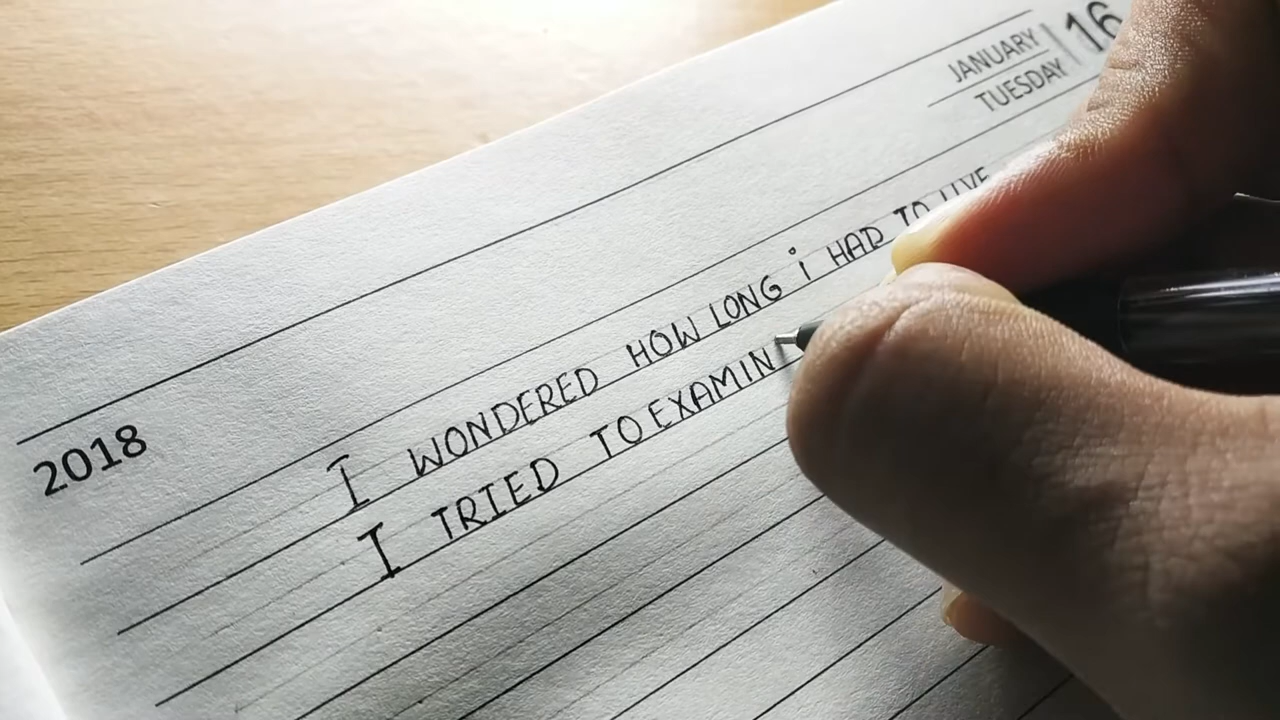 JANUARY 16
TUESDAY
2018
I WONDERED HOW LONG i HAD TO LIVE
I TRIED TO EXAMIN